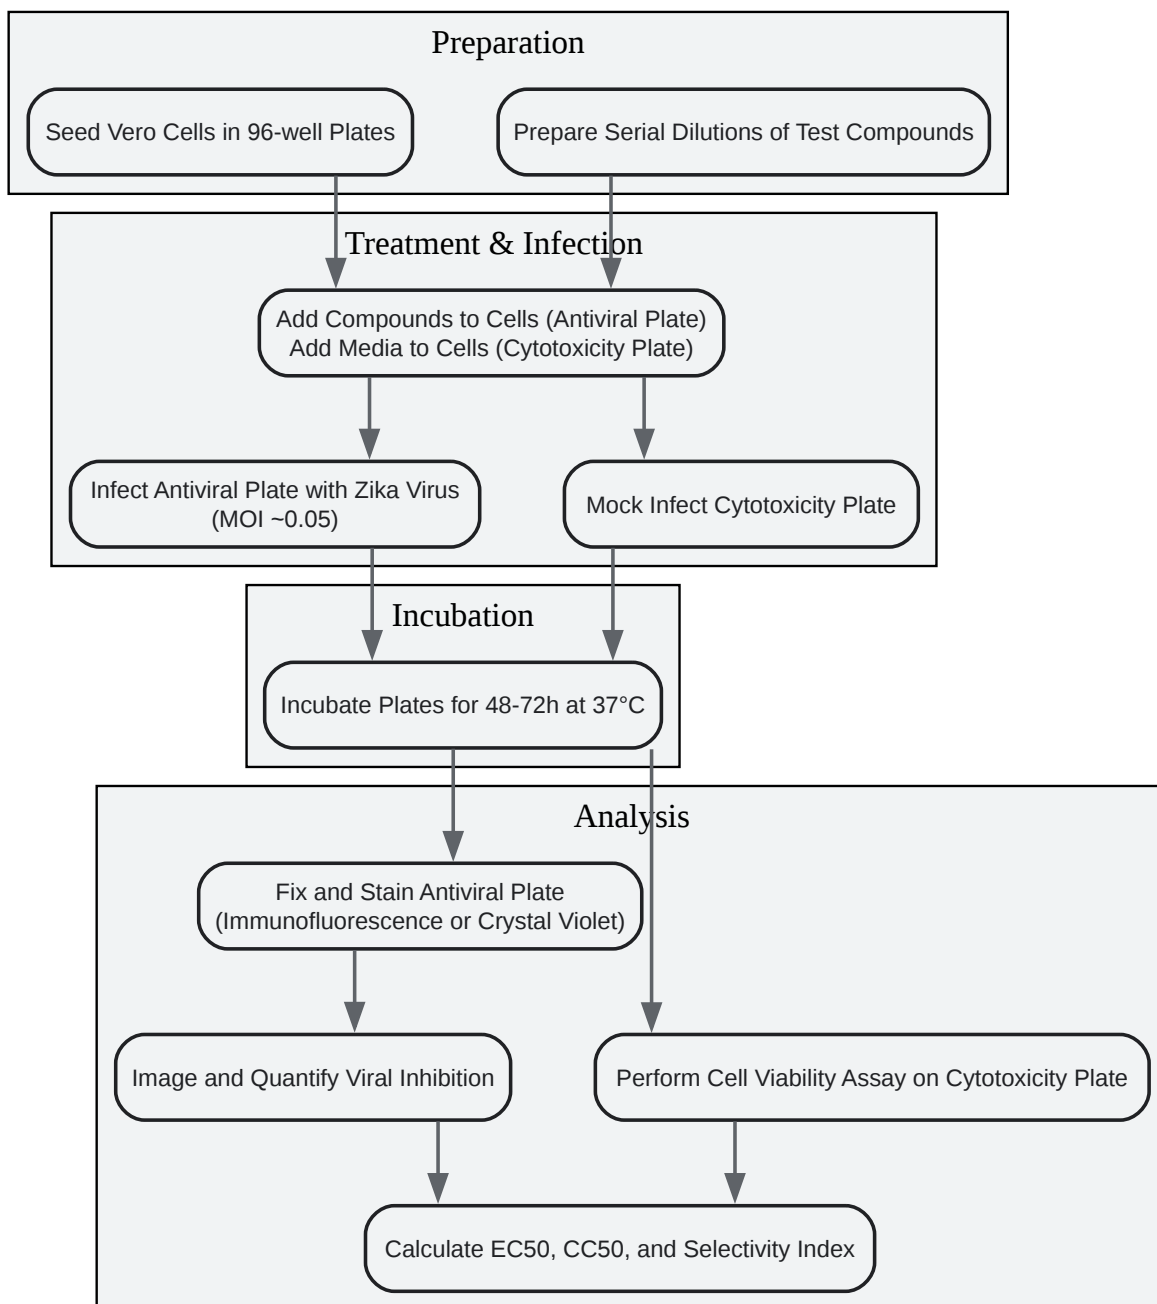 Preparation
Seed Vero Cells in 96-well Plates
Prepare Serial Dilutions of Test Compounds
Treatment & Infection
Add Compounds to Cells (Antiviral Plate)
Add Media to Cells (Cytotoxicity Plate)
Infect Antiviral Plate with Zika Virus
(MOI ~0.05)
Mock Infect Cytotoxicity Plate
Incubation
Incubate Plates for 48-72h at 37°C
Analysis
Fix and Stain Antiviral Plate
(Immunofluorescence or Crystal Violet)
Image and Quantify Viral Inhibition
Perform Cell Viability Assay on Cytotoxicity Plate
Calculate EC50, CC50, and Selectivity Index